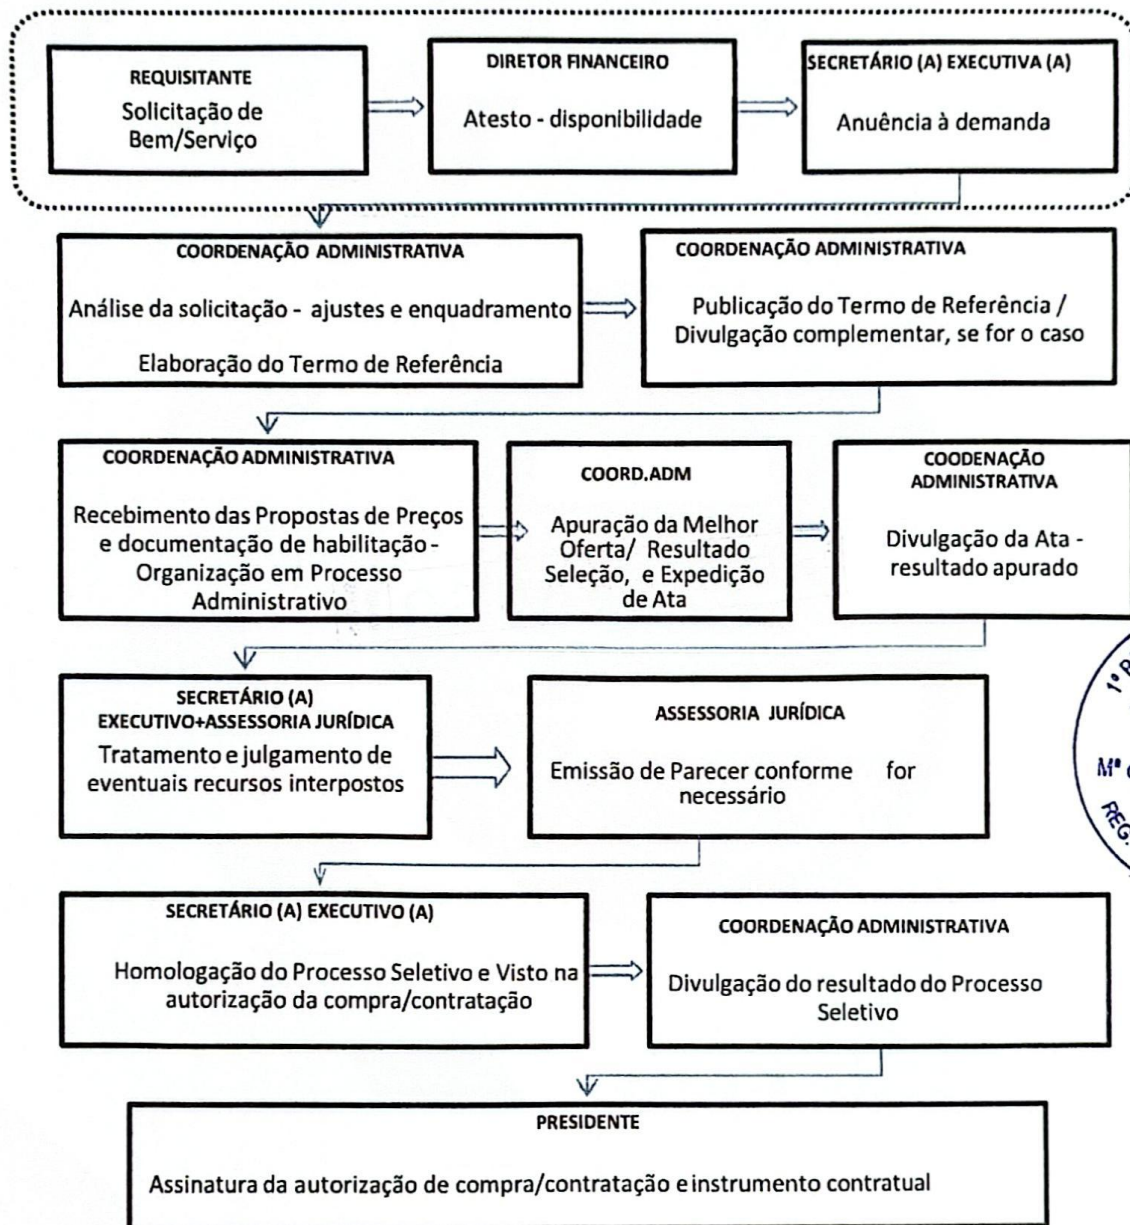 REQUISITANTE
Solicitação de
Bem/Serviço
DIRETOR FINANCEIRO
Atesto - disponibilidade
SECRETÁRIO (A) EXECUTIVA (A)
Anuência à demanda
COORDENAÇÃO ADMINISTRATIVA
Análise da solicitação - ajustes e enquadramento
Elaboração do Termo de Referência
COORDENAÇÃO ADMINISTRATIVA
Publicação do Termo de Referência /
Divulgação complementar, se for o caso
COORDENAÇÃO ADMINISTRATIVA
Recebimento das Propostas de Preços
e documentação de habilitação -
Organização em Processo
Administrativo
COORD.ADM
Apuração da Melhor
Oferta/ Resultado
Seleção, e Expedição
de Ata
COODENAÇÃO
ADMINISTRATIVA
Divulgação da Ata -
resultado apurado
SECRETÁRIO (A)
EXECUTIVO+ASSESSORIA JURÍDICA
Tratamento e julgamento de
eventuais recursos interpostos
ASSESSORIA JURÍDICA
Emissão de Parecer conforme for
necessário
1º
Mª
REG.
SECRETÁRIO (A) EXECUTIVO (A)
Homologação do Processo Seletivo e Visto na
autorização da compra/contratação
COORDENAÇÃO ADMINISTRATIVA
Divulgação do resultado do Processo
Seletivo
PRESIDENTE
Assinatura da autorização de compra/contratação e instrumento contratual